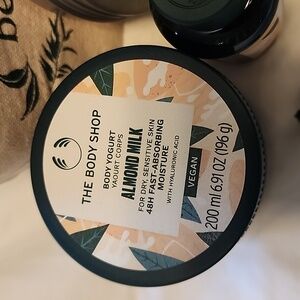 THE BODY SHOP
BODY YOGURT
YAOURT CORPS
ALMOND MILK
FOR DRY, SENSITIVE SKIN
48H FAST-ABSORBING
MOISTURE
WITH HYALURONIC ACID
VEGAN
200 ml 6.91 OZ (196 g)